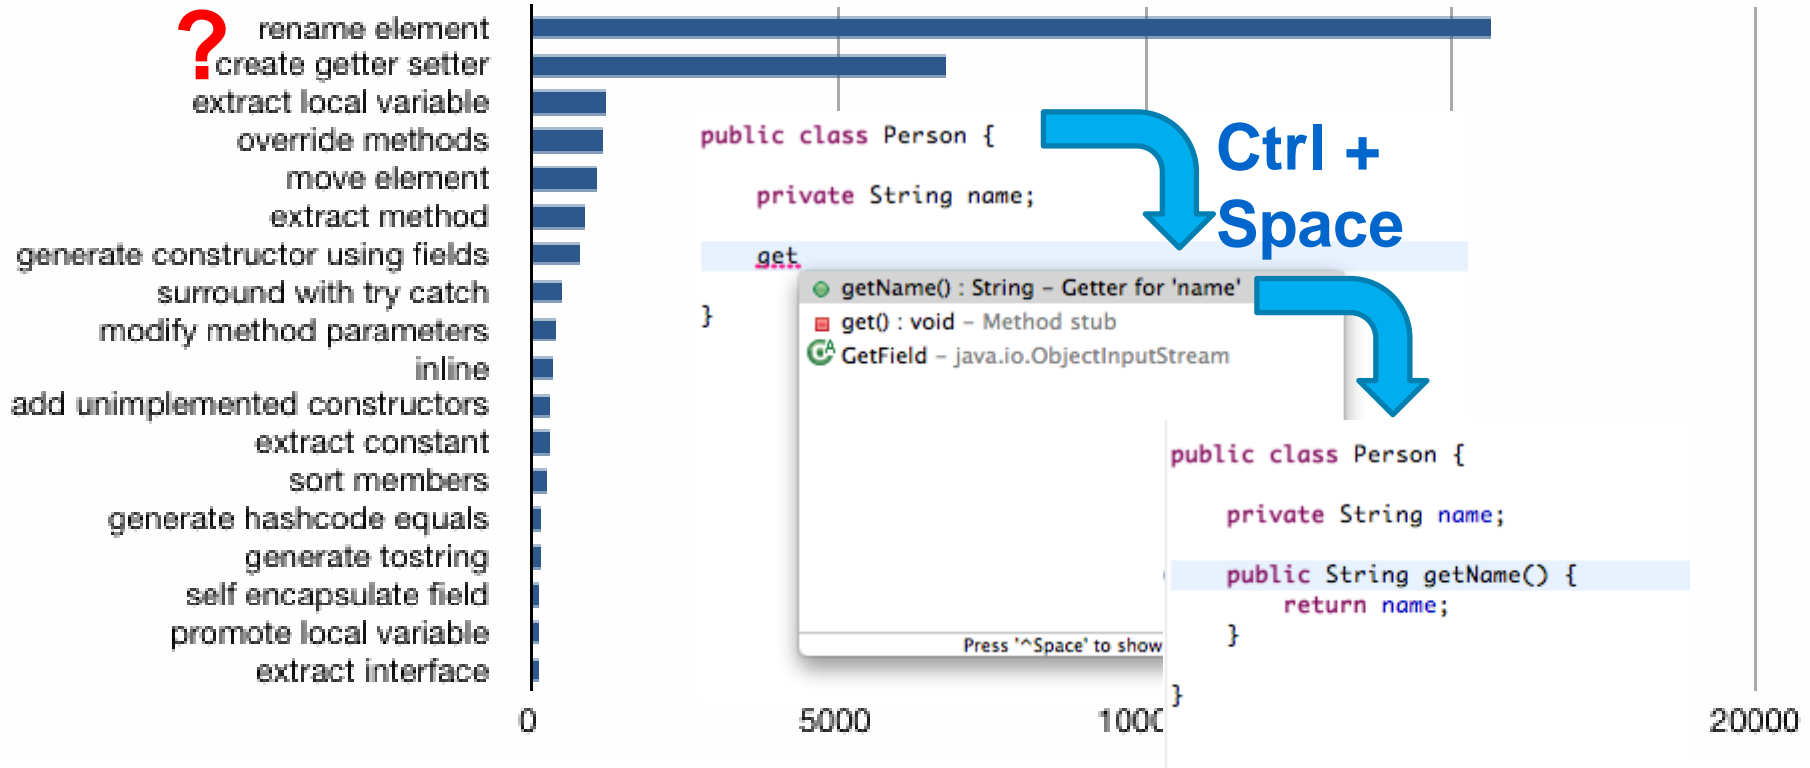 ?
rename element
create getter setter
extract local variable
override methods
move element
extract method
generate constructor using fields
surround with try catch
modify method parameters
inline
add unimplemented constructors
extract constant
sort members
generate hashcode equals
generate tostring
self encapsulate field
promote local variable
extract interface
0
5000
1000
20000
public class Person {
private String name;
get
}
getName() : String – Getter for 'name'
get() : void – Method stub
GetField – java.io.ObjectInputStream
Press '^Space' to show
Ctrl +
Space
public class Person {
private String name;
public String getName() {
return name;
}
}